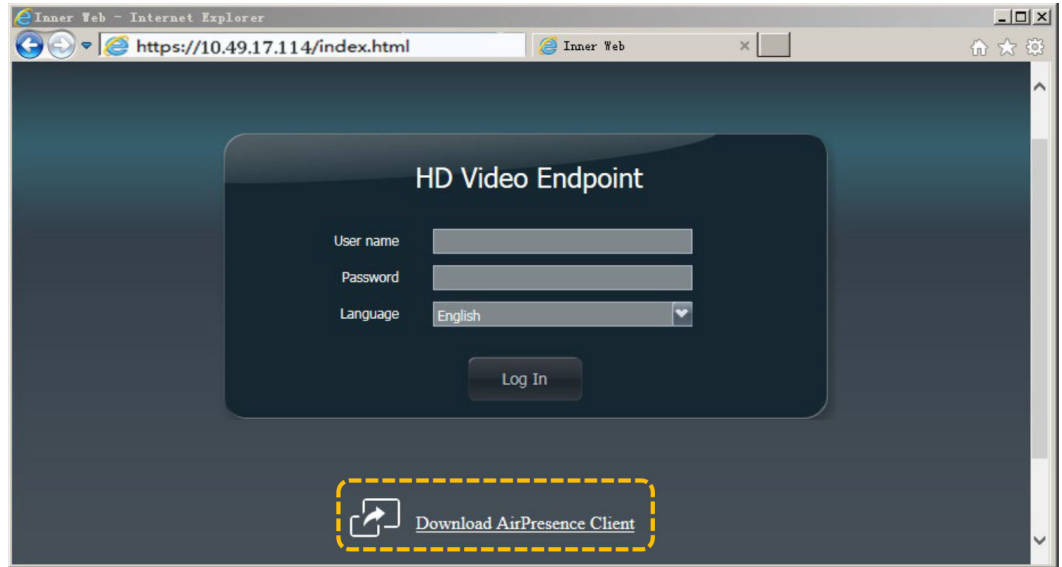 Inner Web - Internet Explorer
https://10.49.17.114/index.html
Inner Web
HD Video Endpoint
User name
Password
Language
English
Log In
Download AirPresence Client